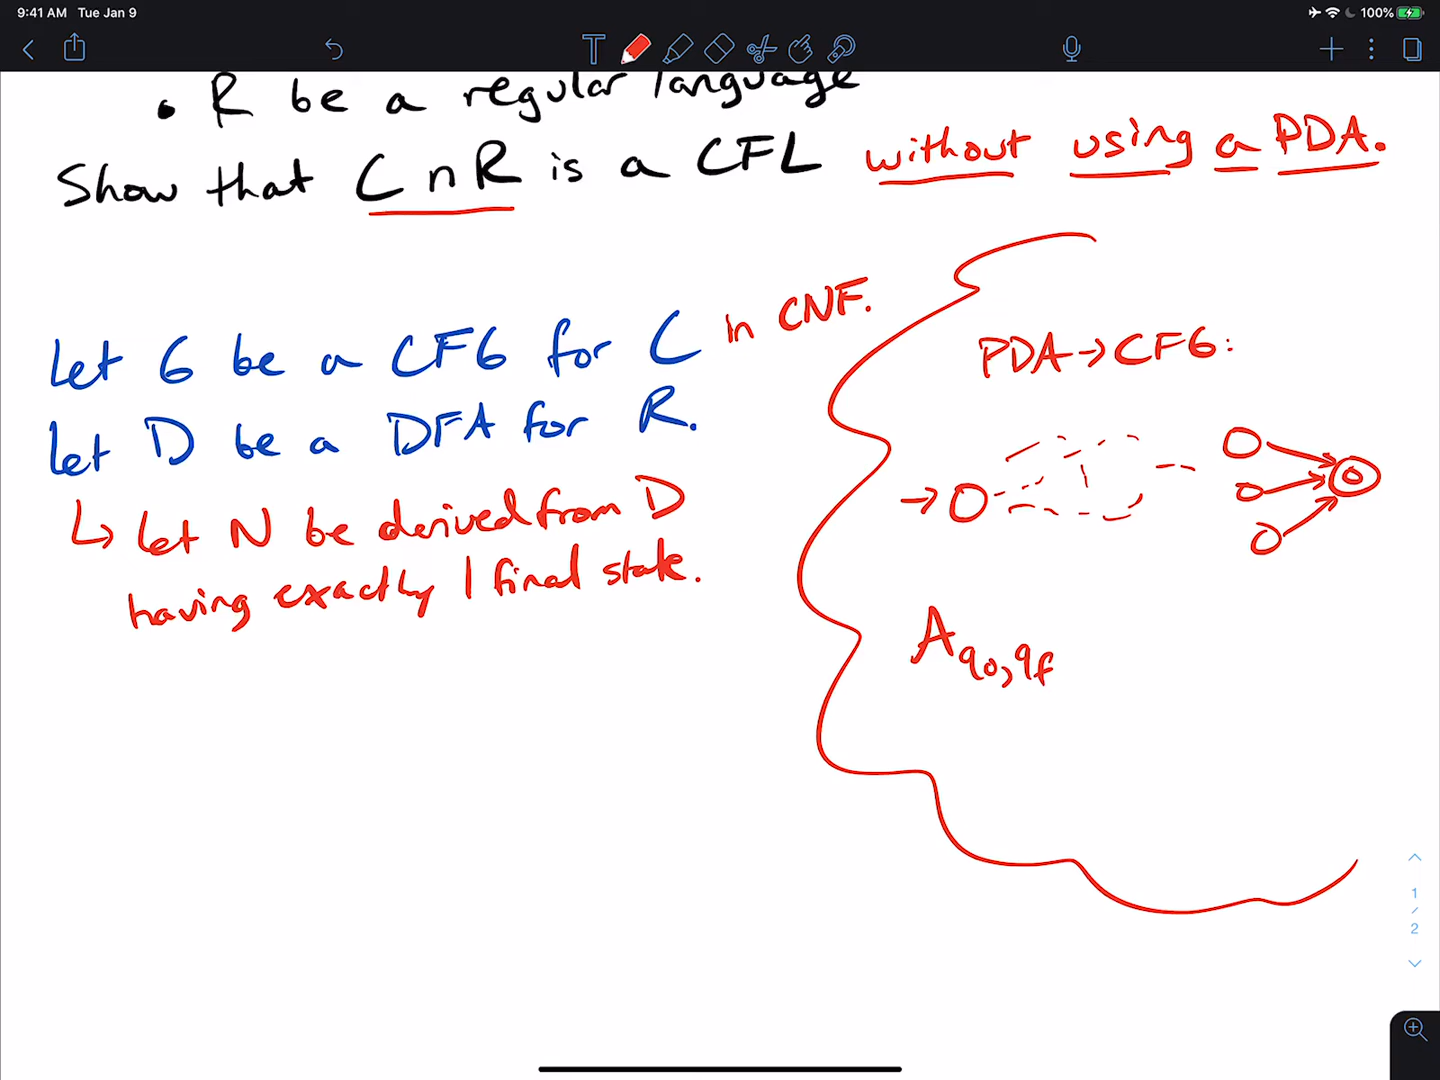 9:41 AM Tue Jan 9
100%
• R be a regular language
Show that C ∩ R is a CFL without using a PDA.
Let G be a CFG for C in CNF.
Let D be a DFA for R.
↳ Let N be derived from D
having exactly 1 final state.
PDA → CFG:
A q0,qf
1
/
2